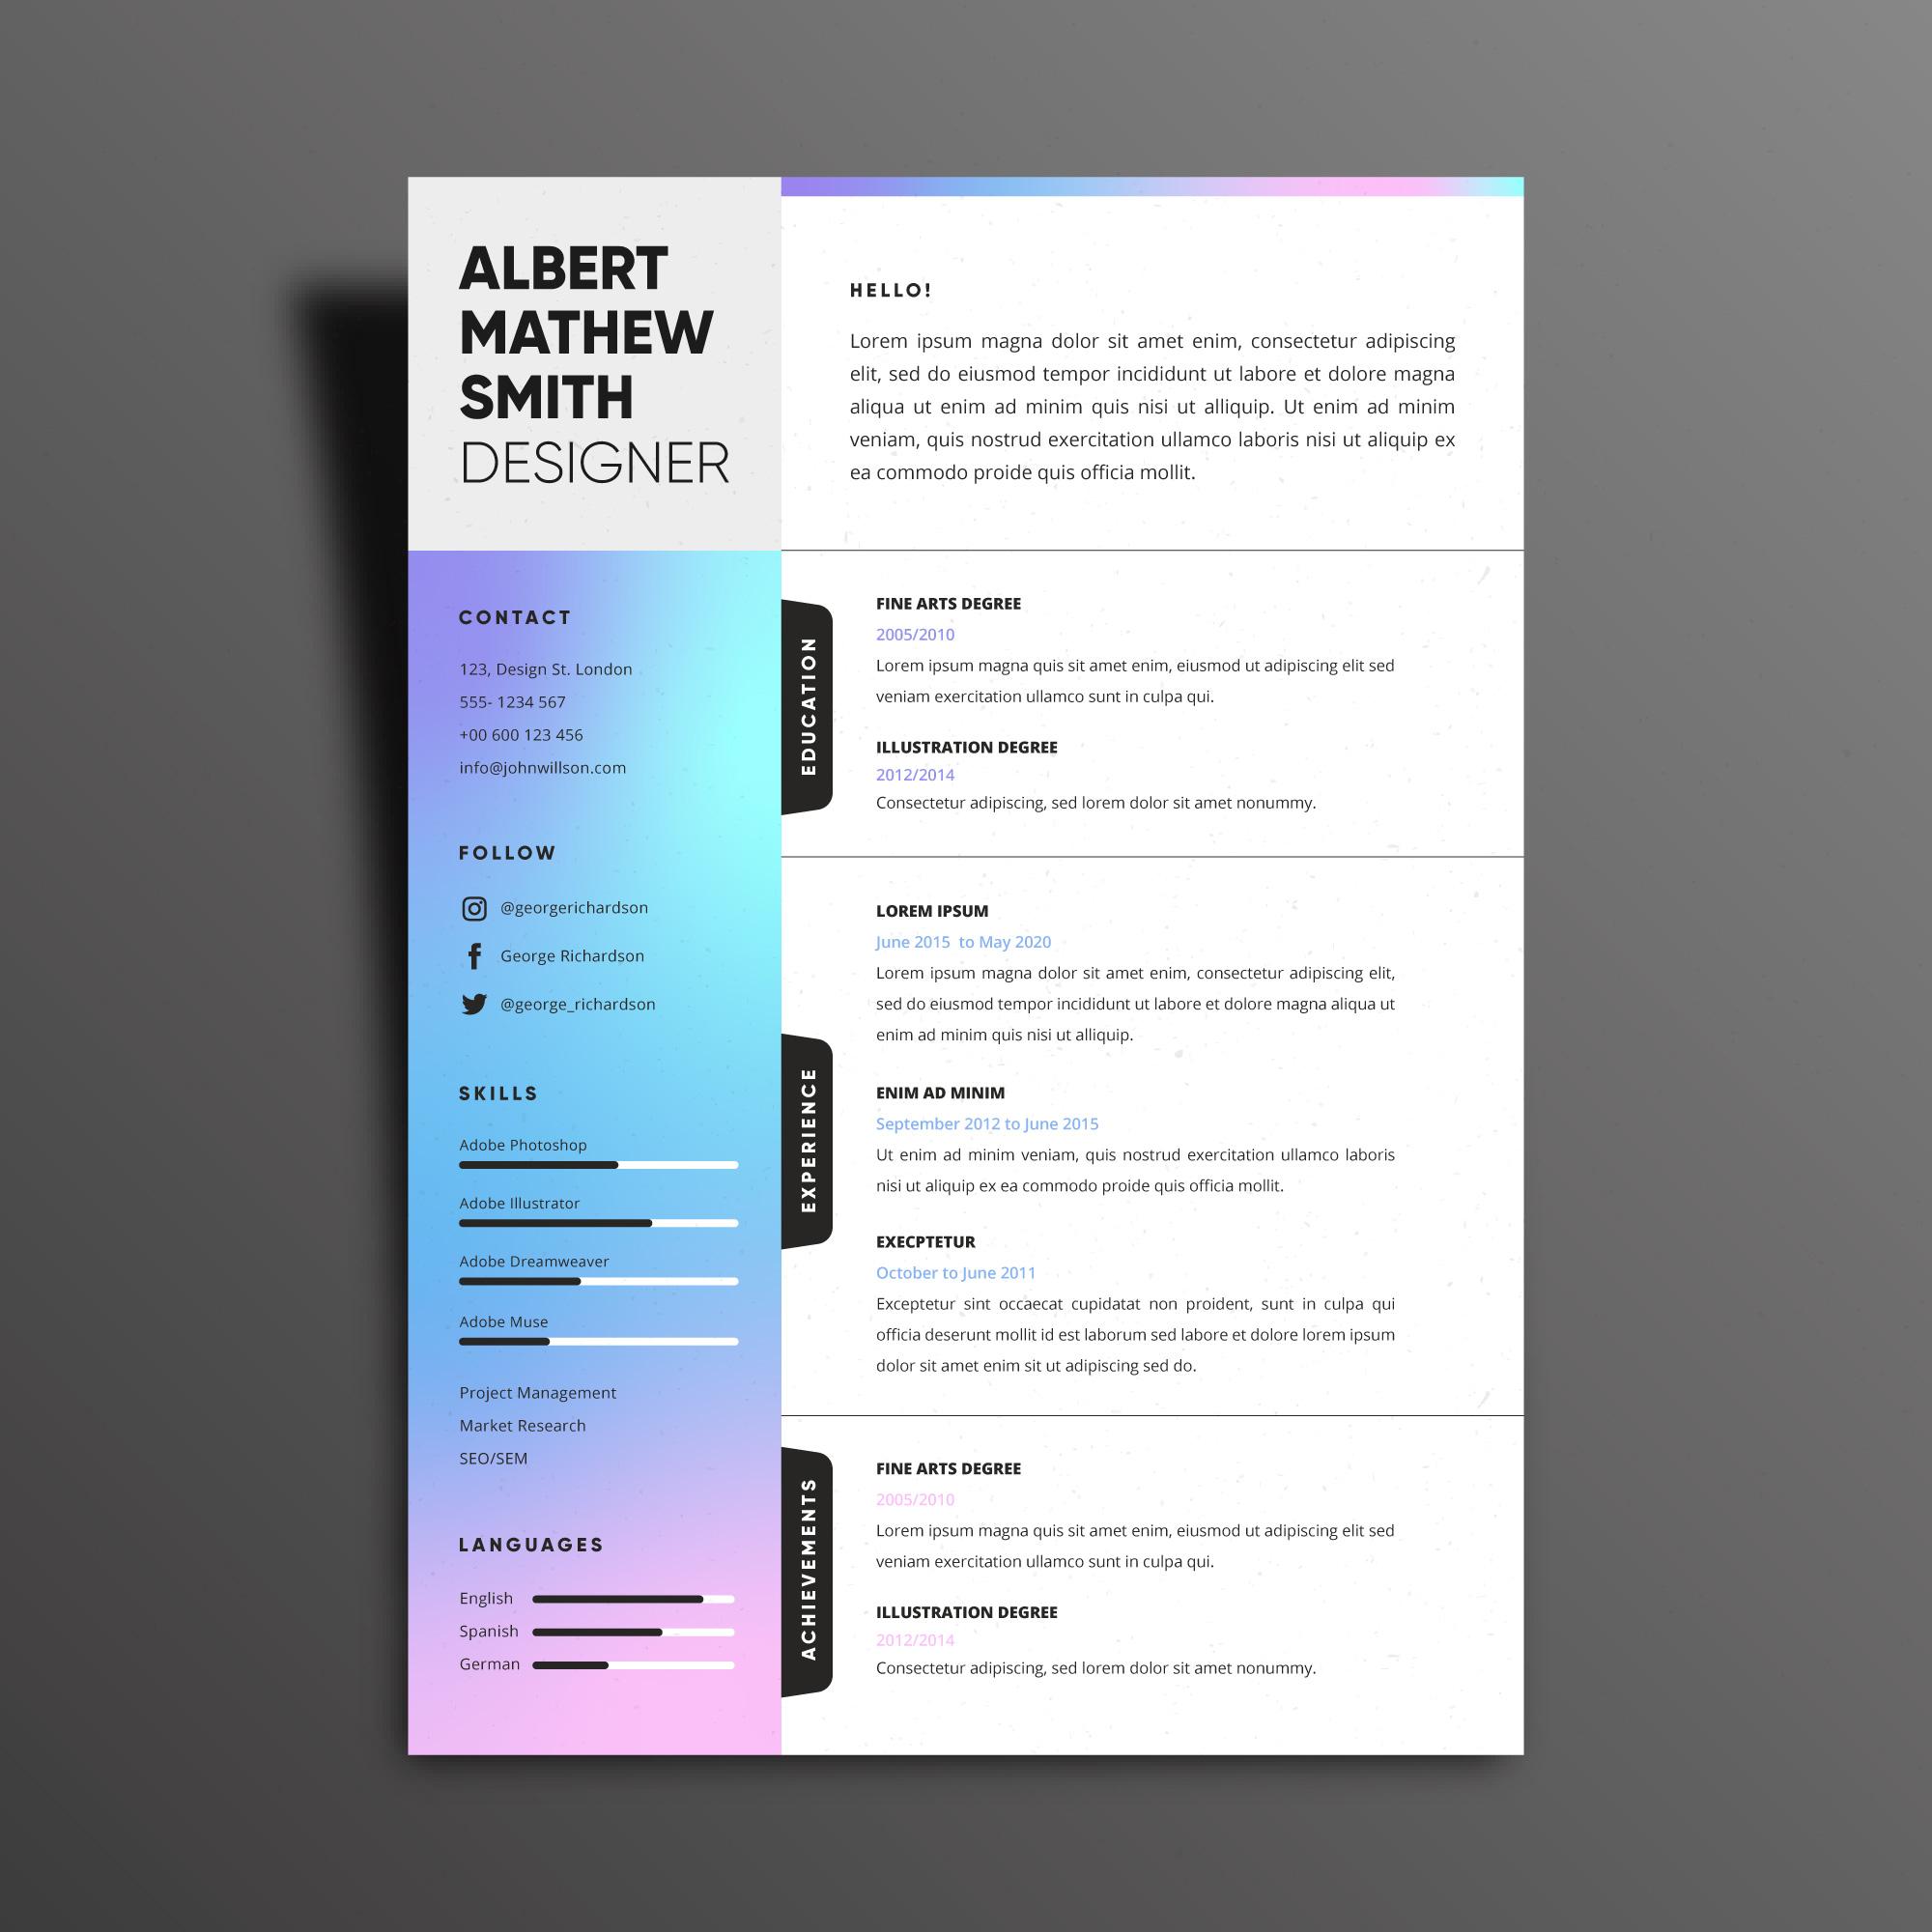 ALBERT
MATHEW
SMITH
DESIGNER
CONTACT
123, Design St. London
555- 1234 567
+00 600 123 456
info@johnwillson.com
FOLLOW
@georgerichardson
George Richardson
@george_richardson
SKILLS
Adobe Photoshop
Adobe Illustrator
Adobe Dreamweaver
Adobe Muse
Project Management
Market Research
SEO/SEM
LANGUAGES
English
Spanish
German
HELLO!
Lorem ipsum magna dolor sit amet enim, consectetur adipiscing
elit, sed do eiusmod tempor incididunt ut labore et dolore magna
aliqua ut enim ad minim quis nisi ut alliquip. Ut enim ad minim
veniam, quis nostrud exercitation ullamco laboris nisi ut aliquip ex
ea commodo proide quis officia mollit.
EDUCATION
FINE ARTS DEGREE
2005/2010
Lorem ipsum magna quis sit amet enim, eiusmod ut adipiscing elit sed
veniam exercitation ullamco sunt in culpa qui.
ILLUSTRATION DEGREE
2012/2014
Consectetur adipiscing, sed lorem dolor sit amet nonummy.
EXPERIENCE
LOREM IPSUM
June 2015 to May 2020
Lorem ipsum magna dolor sit amet enim, consectetur adipiscing elit,
sed do eiusmod tempor incididunt ut labore et dolore magna aliqua ut
enim ad minim quis nisi ut alliquip.
ENIM AD MINIM
September 2012 to June 2015
Ut enim ad minim veniam, quis nostrud exercitation ullamco laboris
nisi ut aliquip ex ea commodo proide quis officia mollit.
EXECPTETUR
October to June 2011
Exceptetur sint occaecat cupidatat non proident, sunt in culpa qui
officia deserunt mollit id est laborum sed labore et dolore lorem ipsum
dolor sit amet enim sit ut adipiscing sed do.
ACHIEVEMENTS
FINE ARTS DEGREE
2005/2010
Lorem ipsum magna quis sit amet enim, eiusmod ut adipiscing elit sed
veniam exercitation ullamco sunt in culpa qui.
ILLUSTRATION DEGREE
2012/2014
Consectetur adipiscing, sed lorem dolor sit amet nonummy.